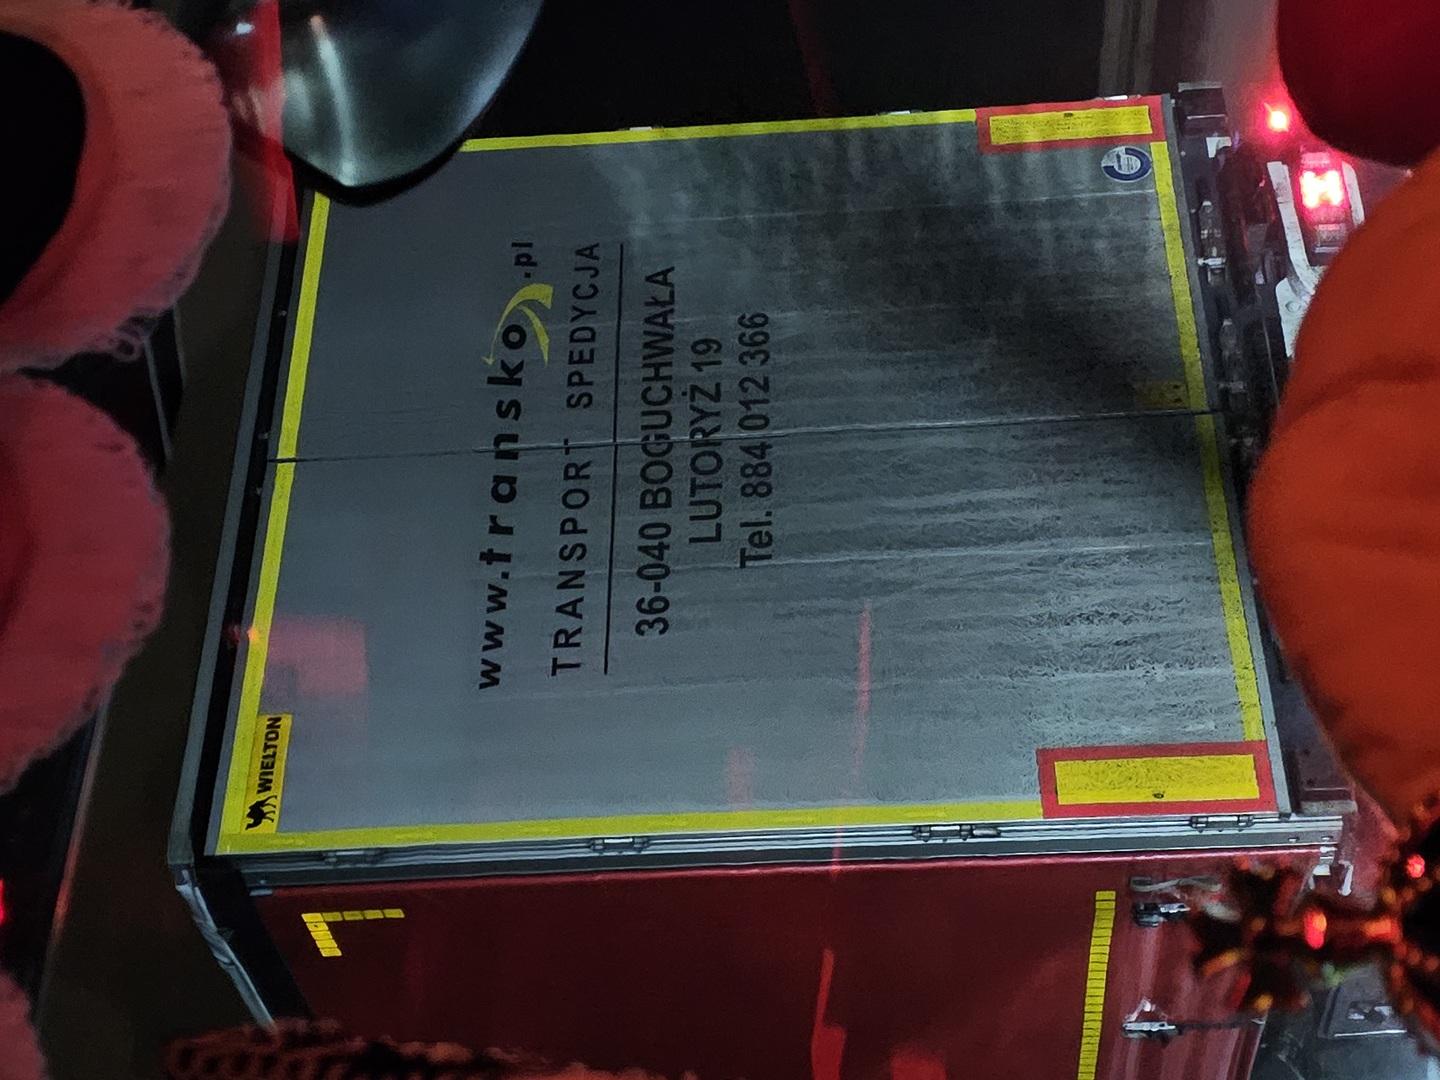 WIELTON
www.transko.pl
TRANSPORT SPEDYCJA
36-040 BOGUCHWAŁA
LUTORYŻ 19
Tel. 884 012 366